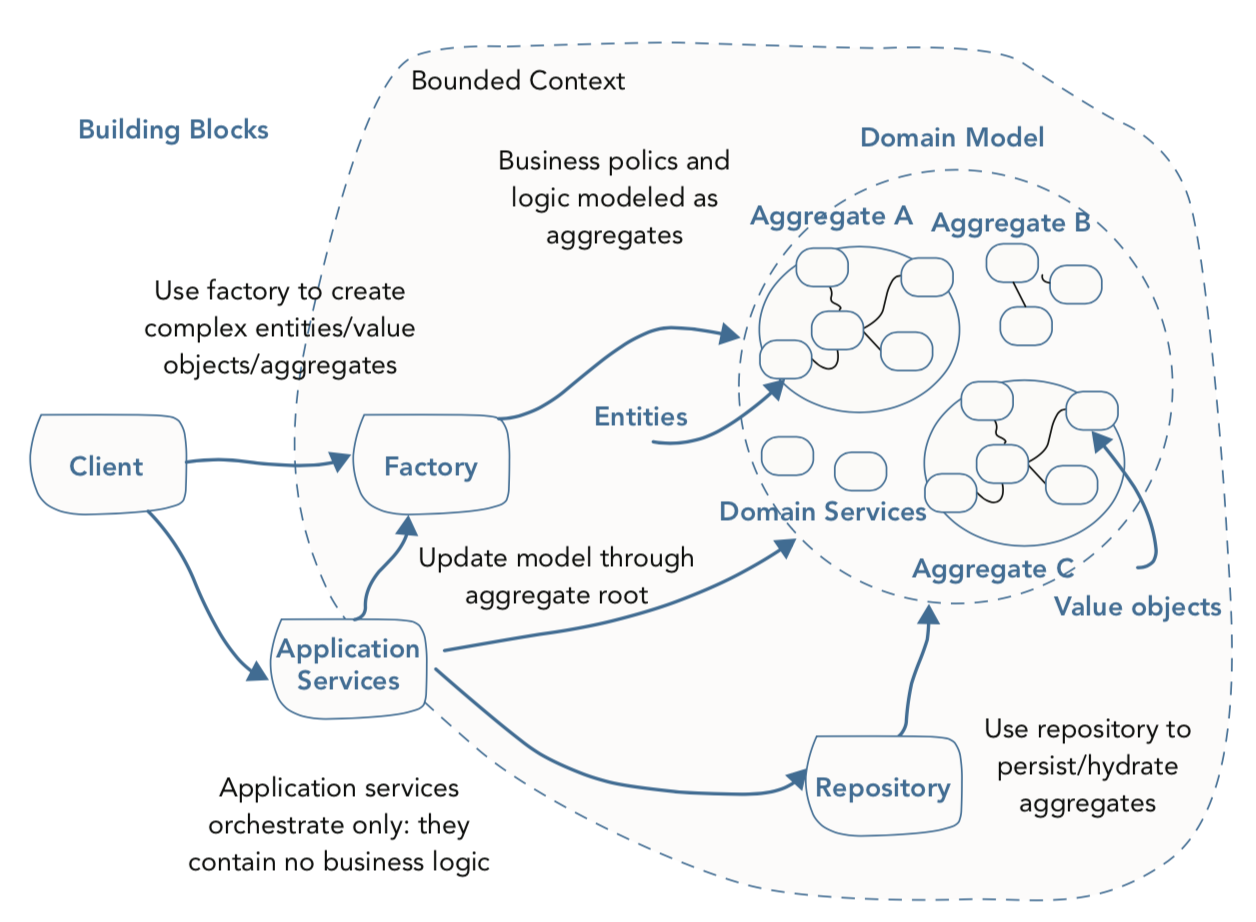 Bounded Context
Building Blocks
Domain Model
Business polics and
logic modeled as
aggregates
Aggregate A
Aggregate B
Use factory to create
complex entities/value
objects/aggregates
Entities
Client
Factory
Domain Services
Update model through
aggregate root
Aggregate C
Value objects
Application
Services
Use repository to
persist/hydrate
aggregates
Repository
Application services
orchestrate only: they
contain no business logic